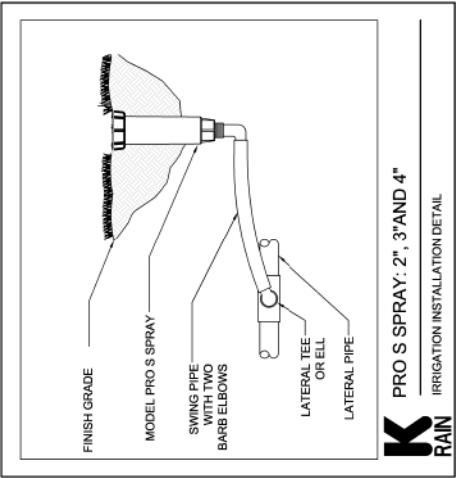 FINISH GRADE
MODEL PRO S SPRAY
SWING PIPE
WITH TWO
BARB ELBOWS
LATERAL TEE
OR ELL
LATERAL PIPE
K
RAIN
PRO S SPRAY: 2", 3"AND 4"
IRRIGATION INSTALLATION DETAIL